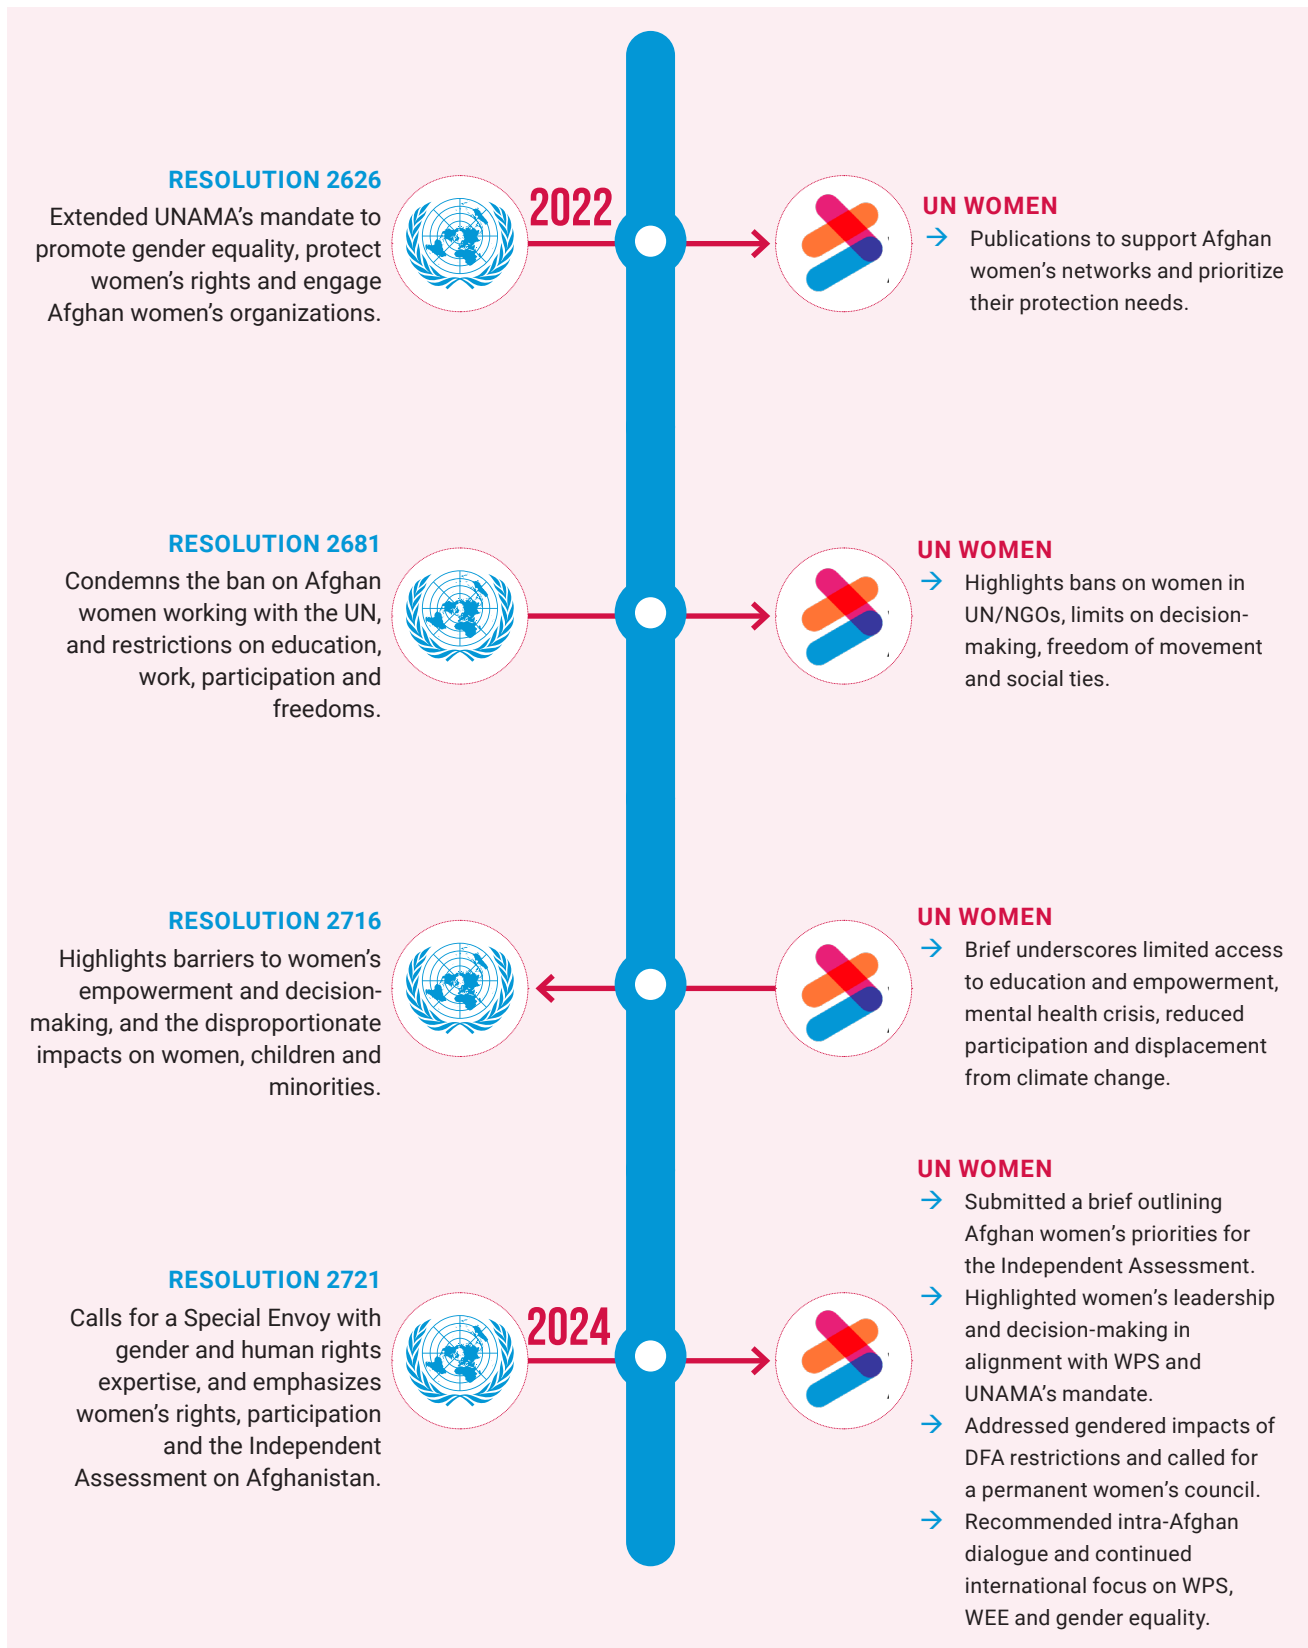 RESOLUTION 2626
Extended UNAMA’s mandate to
promote gender equality, protect
women’s rights and engage
Afghan women’s organizations.
2022
UN WOMEN
→ Publications to support Afghan
women’s networks and prioritize
their protection needs.
RESOLUTION 2681
Condemns the ban on Afghan
women working with the UN,
and restrictions on education,
work, participation and
freedoms.
UN WOMEN
→ Highlights bans on women in
UN/NGOs, limits on decision-
making, freedom of movement
and social ties.
RESOLUTION 2716
Highlights barriers to women’s
empowerment and decision-
making, and the disproportionate
impacts on women, children and
minorities.
UN WOMEN
→ Brief underscores limited access
to education and empowerment,
mental health crisis, reduced
participation and displacement
from climate change.
RESOLUTION 2721
Calls for a Special Envoy with
gender and human rights
expertise, and emphasizes
women’s rights, participation
and the Independent
Assessment on Afghanistan.
2024
UN WOMEN
→ Submitted a brief outlining
Afghan women’s priorities for
the Independent Assessment.
→ Highlighted women’s leadership
and decision-making in
alignment with WPS and
UNAMA’s mandate.
→ Addressed gendered impacts of
DFA restrictions and called for
a permanent women’s council.
→ Recommended intra-Afghan
dialogue and continued
international focus on WPS,
WEE and gender equality.